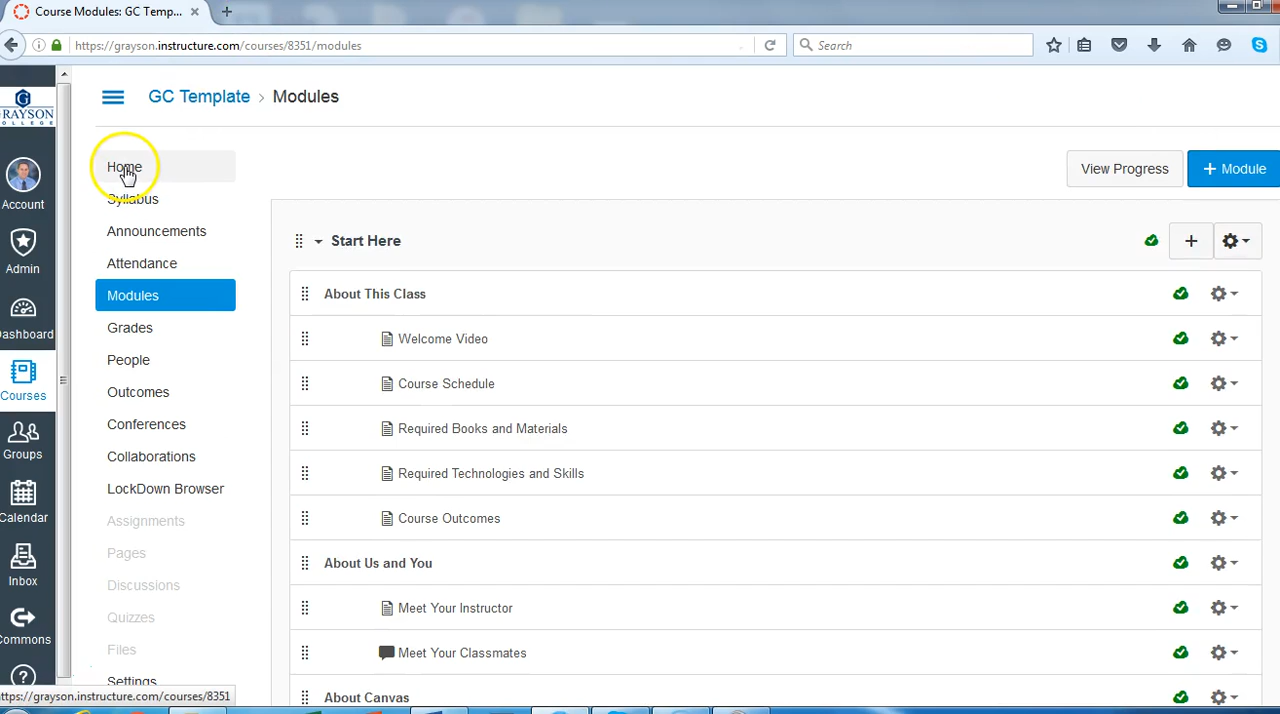 Course Modules: GC Temp...
https://grayson.instructure.com/courses/8351/modules
Search
GRAYSON
COLLEGE
Account
Admin
Dashboard
Courses
Groups
Calendar
Inbox
Commons
GC Template > Modules
Home
Syllabus
Announcements
Attendance
Modules
Grades
People
Outcomes
Conferences
Collaborations
LockDown Browser
Assignments
Pages
Discussions
Quizzes
Files
Settings
View Progress
+ Module
Start Here
About This Class
Welcome Video
Course Schedule
Required Books and Materials
Required Technologies and Skills
Course Outcomes
About Us and You
Meet Your Instructor
Meet Your Classmates
About Canvas
https://grayson.instructure.com/courses/8351